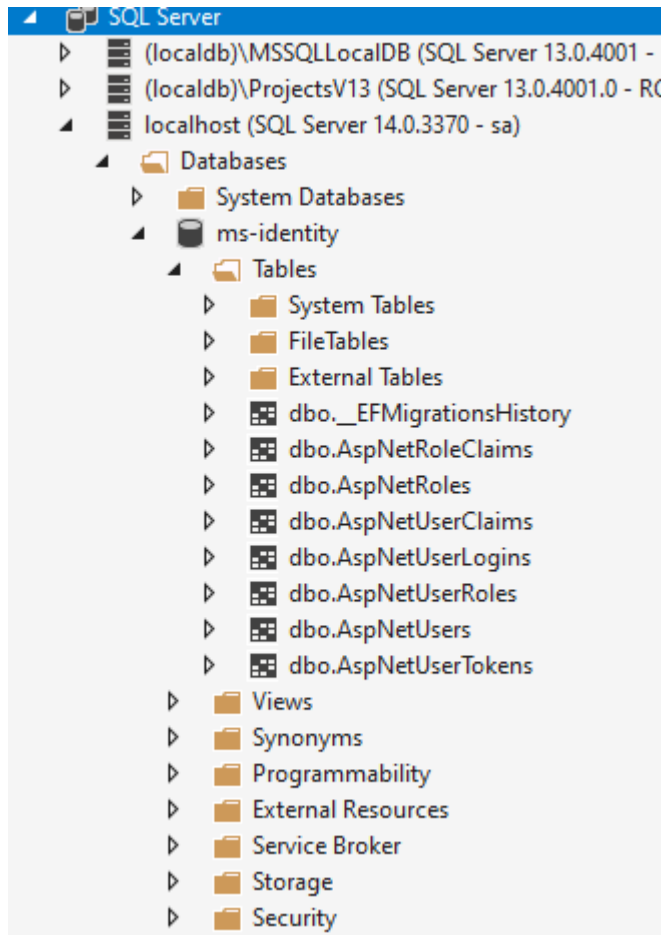 SQL Server
(localdb)\MSSQLLocalDB (SQL Server 13.0.4001 -
(localdb)\ProjectsV13 (SQL Server 13.0.4001.0 - RC
localhost (SQL Server 14.0.3370 - sa)
Databases
System Databases
ms-identity
Tables
System Tables
FileTables
External Tables
dbo.__EFMigrationsHistory
dbo.AspNetRoleClaims
dbo.AspNetRoles
dbo.AspNetUserClaims
dbo.AspNetUserLogins
dbo.AspNetUserRoles
dbo.AspNetUsers
dbo.AspNetUserTokens
Views
Synonyms
Programmability
External Resources
Service Broker
Storage
Security